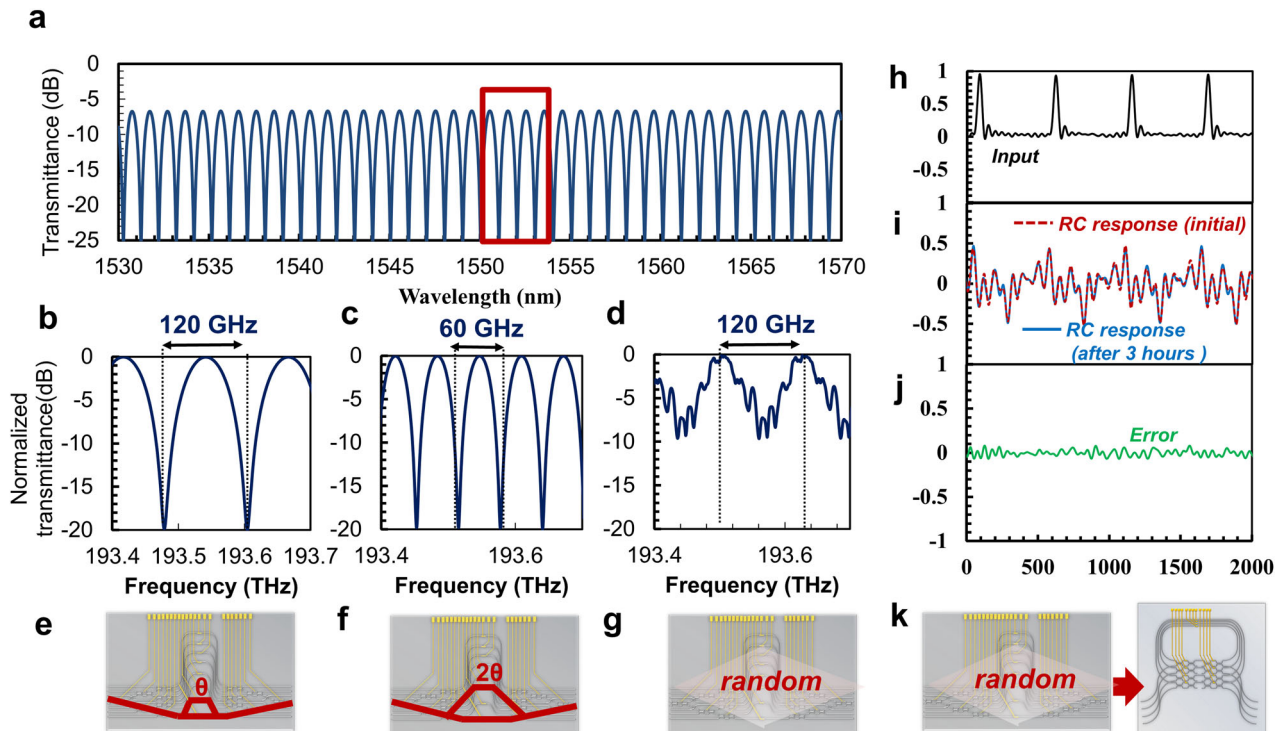 a
Transmittance (dB)
0
-5
-10
-15
-20
-25
1530 1535 1540 1545 1550 1555 1560 1565 1570
Wavelength (nm)
b
120 GHz
c
60 GHz
d
120 GHz
Normalized
transmittance(dB)
0
-5
-10
-15
-20
193.4 193.5 193.6 193.7
Frequency (THz)
0
-5
-10
-15
-20
193.4 193.6
Frequency (THz)
0
-5
-10
-15
-20
193.4 193.6
Frequency (THz)
e
θ
f
2θ
g
random
h
1
0.5
0
-0.5
Input
i
1
0.5
0
-0.5
RC response (initial)
RC response
(after 3 hours )
j
1
0.5
0
-0.5
-1
Error
0 500 1000 1500 2000
k
random